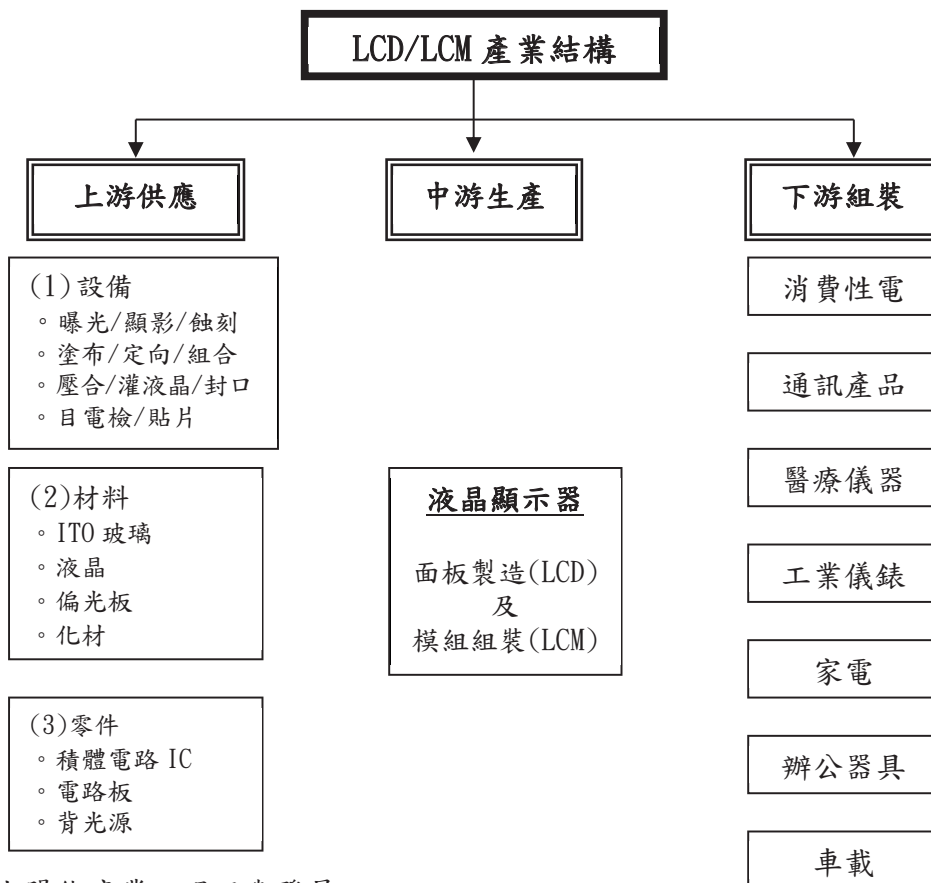 LCD/LCM 產業結構
上游供應
中游生產
下游組裝
(1)設備
。曝光/顯影/蝕刻
。塗布/定向/組合
。壓合/灌液晶/封口
。目電檢/貼片
(2)材料
。ITO 玻璃
。液晶
。偏光板
。化材
(3)零件
。積體電路 IC
。電路板
。背光源
液晶顯示器
面板製造(LCD)
及
模組組裝(LCM)
消費性電
通訊產品
醫療儀器
工業儀錶
家電
辦公器具
車載